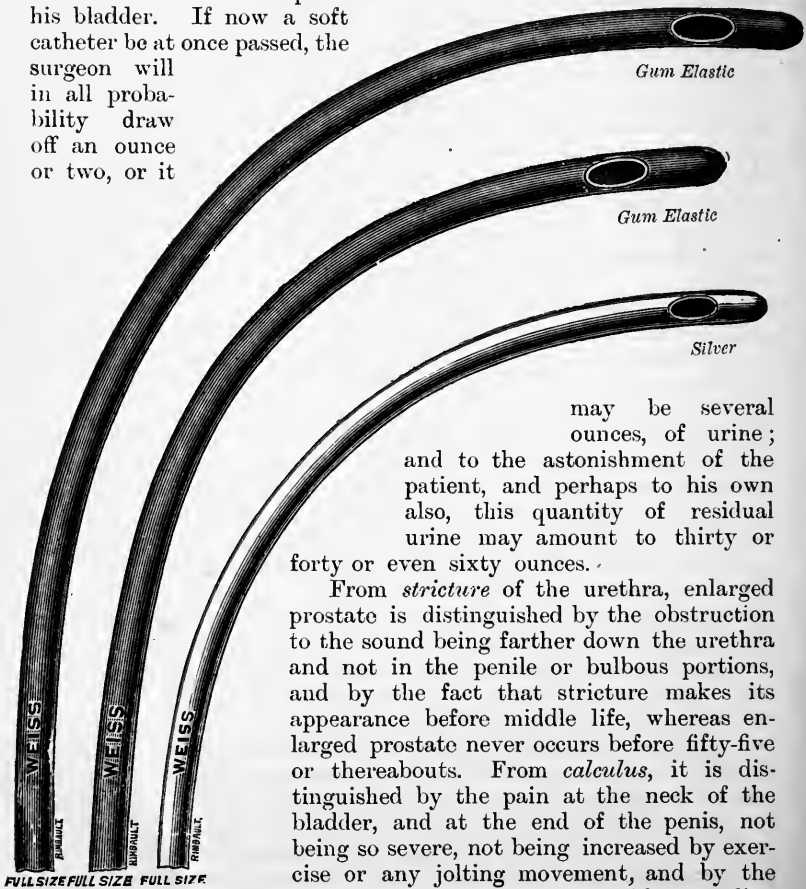 his bladder. If now a soft
catheter be at once passed, the
surgeon will
in all proba-
bility draw
off an ounce
or two, or it
Gum Elastic
Gum Elastic
Silver
may be several
ounces, of urine;
and to the astonishment of the
patient, and perhaps to his own
also, this quantity of residual
urine may amount to thirty or
forty or even sixty ounces.
From stricture of the urethra, enlarged
prostate is distinguished by the obstruction
to the sound being farther down the urethra
and not in the penile or bulbous portions,
and by the fact that stricture makes its
appearance before middle life, whereas en-
larged prostate never occurs before fifty-five
or thereabouts. From calculus, it is dis-
tinguished by the pain at the neck of the
bladder, and at the end of the penis, not
being so severe, not being increased by exer-
cise or any jolting movement, and by the
WEISS
WEISS
WEISS
RIMBAULT
RIMBAULT
RIMBAULT,
FULL SIZE FULL SIZE FULL SIZE